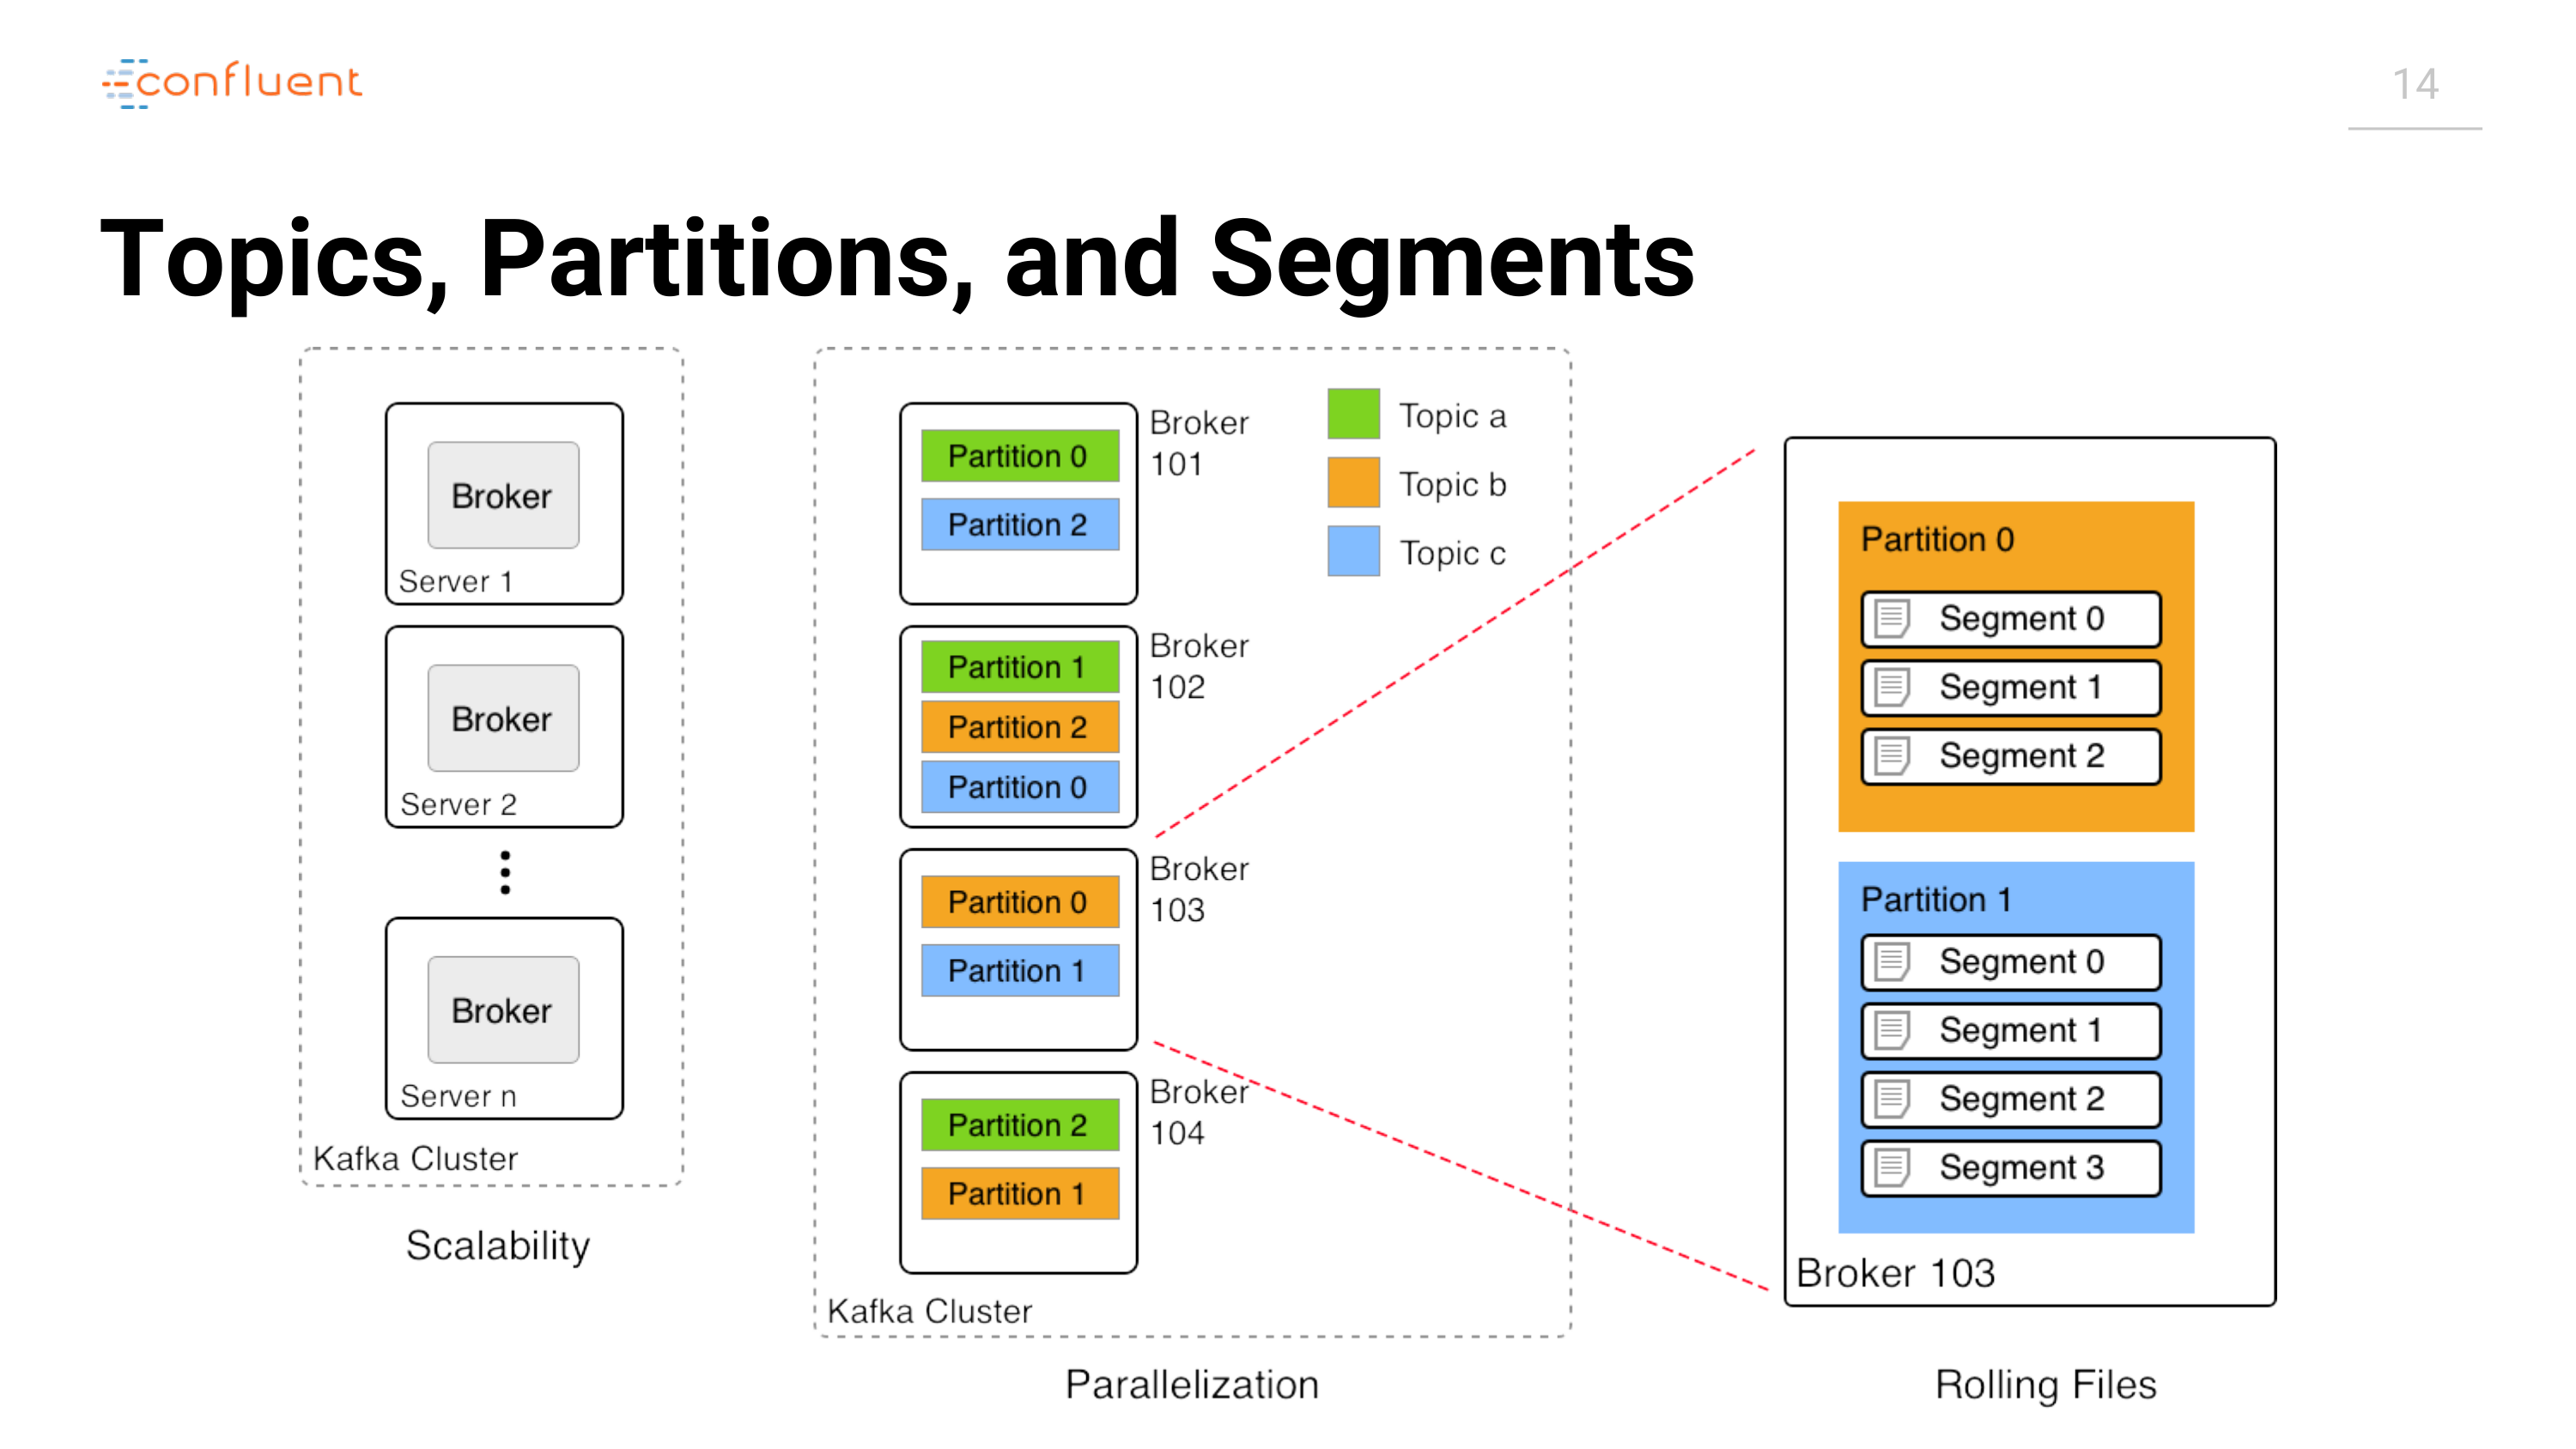 confluent
14
Topics, Partitions, and Segments
Broker
Server 1
Broker
Server 2
Broker
Server n
Kafka Cluster
Scalability
Partition 0
Partition 2
Broker
101
Partition 1
Partition 2
Partition 0
Broker
102
Partition 0
Partition 1
Broker
103
Partition 2
Partition 1
Broker
104
Topic a
Topic b
Topic c
Kafka Cluster
Parallelization
Partition 0
Segment 0
Segment 1
Segment 2
Partition 1
Segment 0
Segment 1
Segment 2
Segment 3
Broker 103
Rolling Files